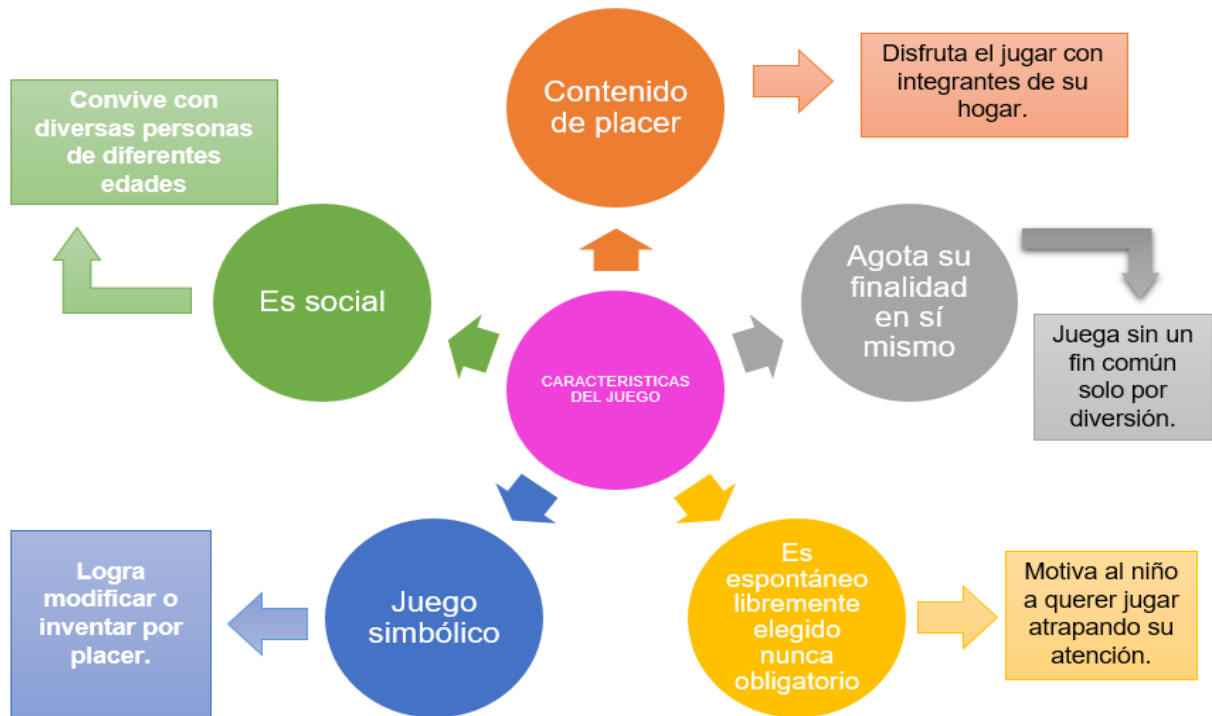 Contenido
de placer
Disfruta el jugar con
integrantes de su
hogar.
Convive con
diversas personas
de diferentes
edades
Es social
Agota su
finalidad
en sí
mismo
Juega sin un
fin común
solo por
diversión.
CARACTERISTICAS
DEL JUEGO
Logra
modificar o
inventar por
placer.
Juego
simbólico
Es
espontáneo
libremente
elegido
nunca
obligatorio
Motiva al niño
a querer jugar
atrapando su
atención.